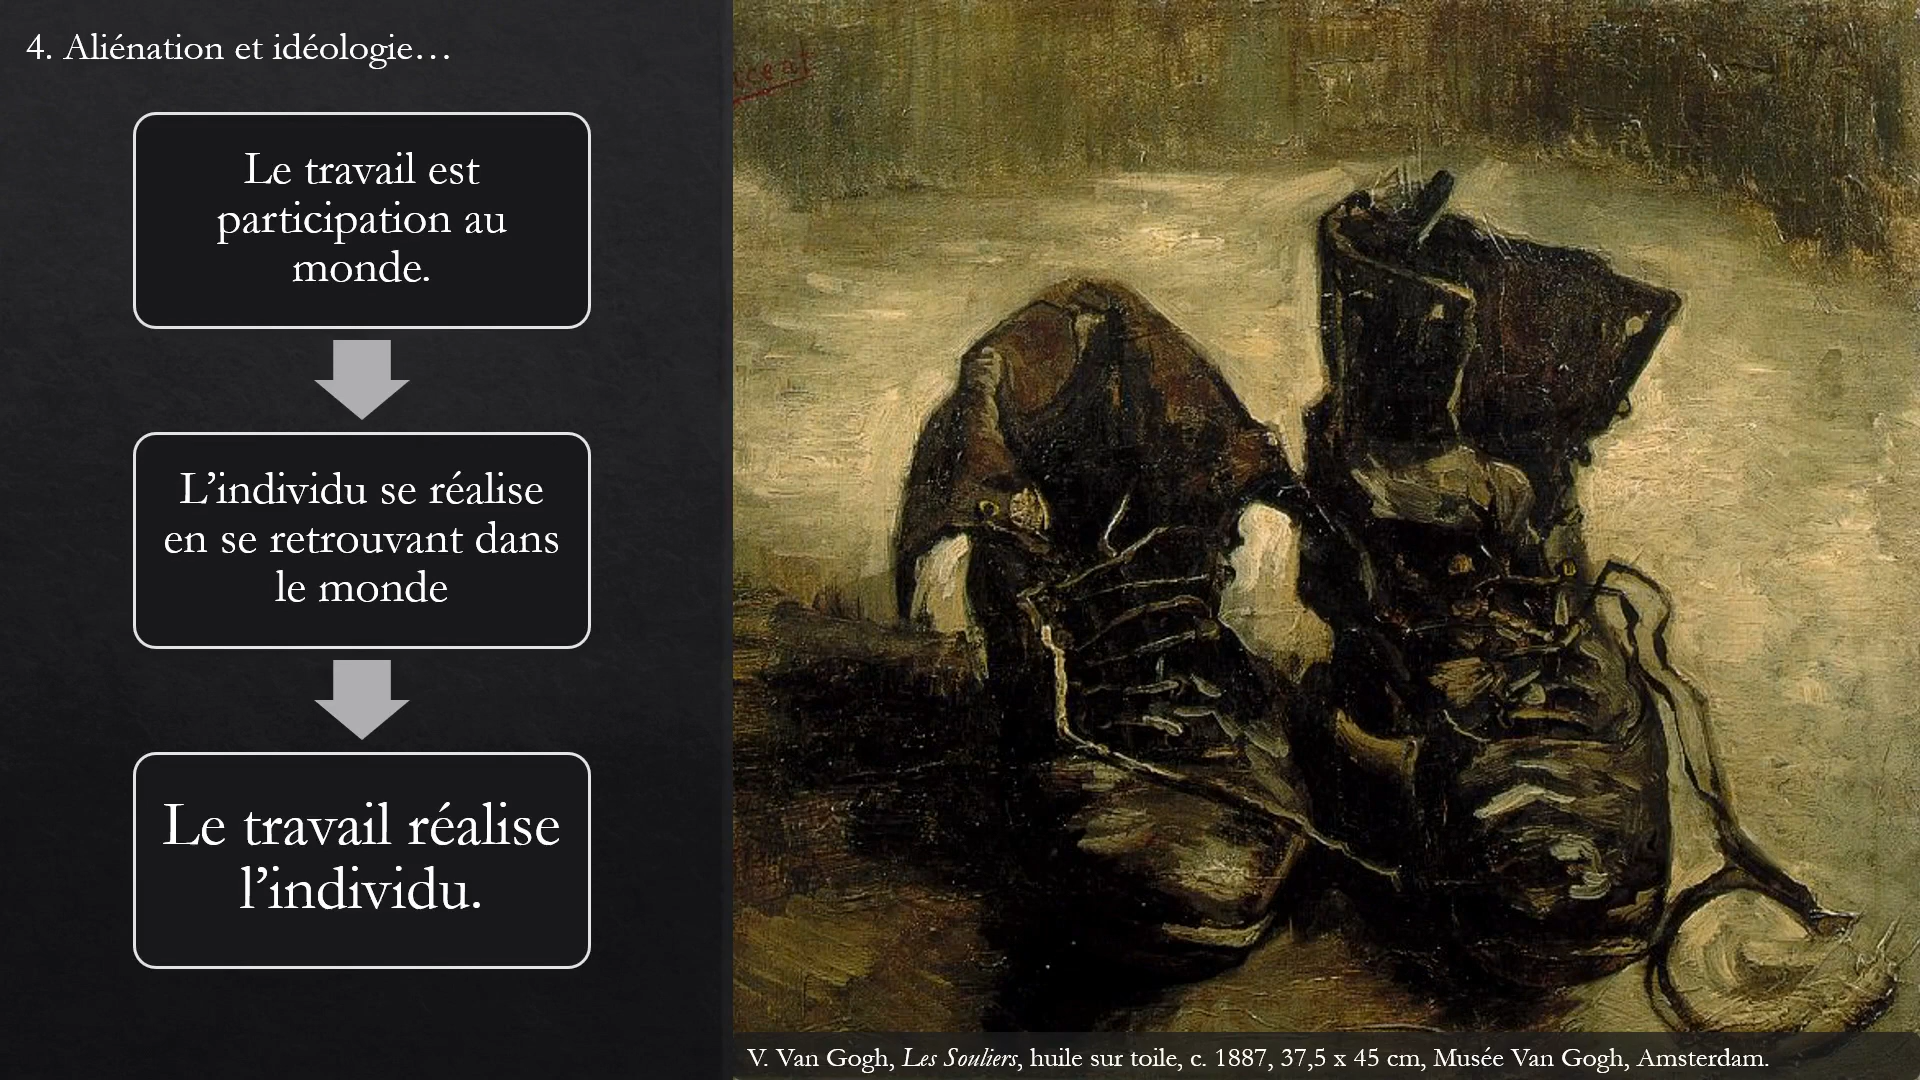 4. Aliénation et idéologie…
Le travail est
participation au
monde.
L’individu se réalise
en se retrouvant dans
le monde
Le travail réalise
l’individu.
V. Van Gogh, Les Souliers, huile sur toile, c. 1887, 37,5 x 45 cm, Musée Van Gogh, Amsterdam.